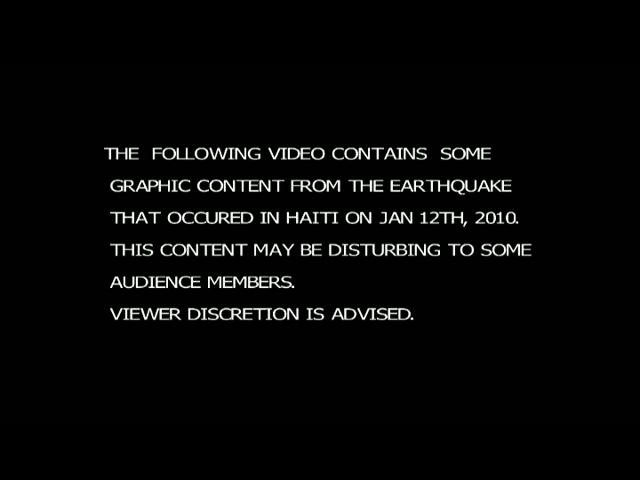 THE FOLLOWING VIDEO CONTAINS SOME
GRAPHIC CONTENT FROM THE EARTHQUAKE
THAT OCCURED IN HAITI ON JAN 12TH, 2010.
THIS CONTENT MAY BE DISTURBING TO SOME
AUDIENCE MEMBERS.
VIEWER DISCRETION IS ADVISED.